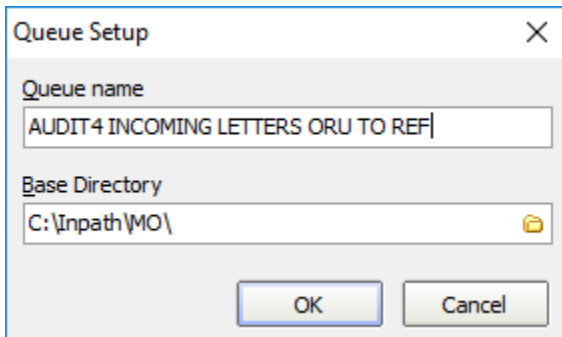 Queue Setup
Queue name
AUDIT4 INCOMING LETTERS ORU TO REF
Base Directory
C:\Inpath\MO\
OK Cancel